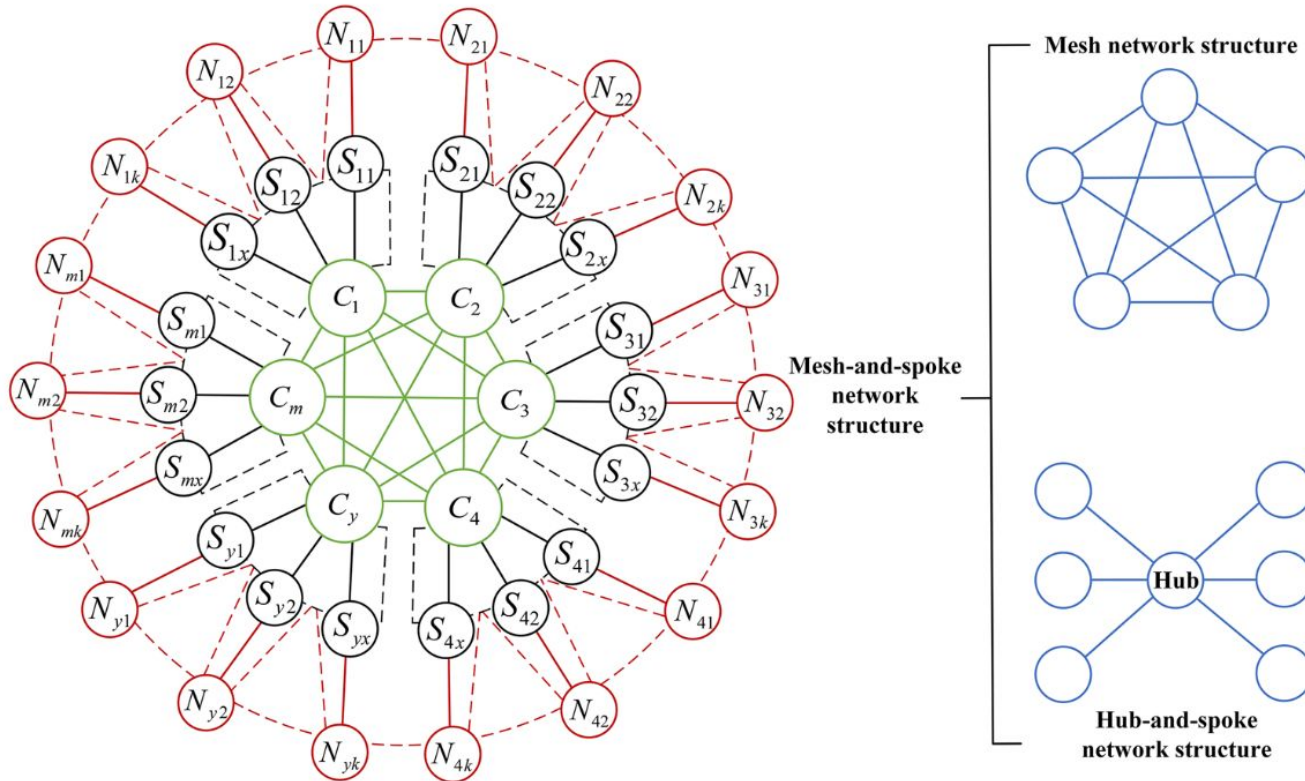 N11
N21
N12
N22
N1k
N2k
S11
S21
S12
S22
S1x
S2x
Nm1
N31
C1
C2
Sm1
S31
Nm2
Sm2
Cm
C3
S32
N32
Smx
S3x
Nmk
N3k
Cy
C4
Sy1
S41
Ny1
Sy2
S42
N41
Syx
S4x
Ny2
N42
Nyk
N4k
Mesh-and-spoke
network
structure
Mesh network structure
Hub
Hub-and-spoke
network structure